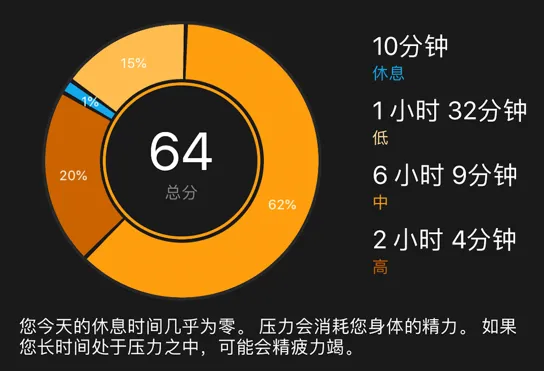 15%
1%
20%
62%
64
总分
10分钟
休息
1 小时 32分钟
低
6 小时 9分钟
中
2 小时 4分钟
高
您今天的休息时间几乎为零。 压力会消耗您身体的精力。 如果
您长时间处于压力之中，可能会精疲力竭。